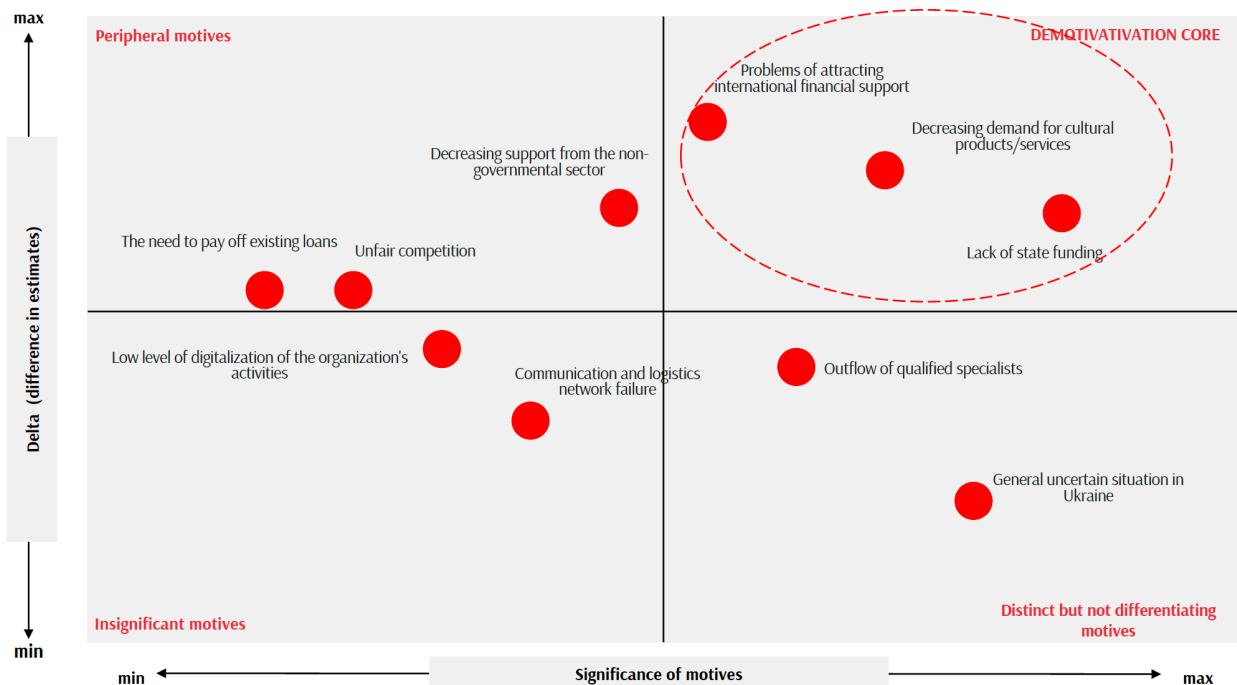 max
Peripheral motives
DEMOTIVATIVATION CORE
Problems of attracting
international financial support
Decreasing demand for cultural
products/services
Decreasing support from the non-
governmental sector
Lack of state funding
The need to pay off existing loans
Unfair competition
Delta (difference in estimates)
Low level of digitalization of the organization's
activities
Communication and logistics
network failure
Outflow of qualified specialists
General uncertain situation in
Ukraine
Insignificant motives
Distinct but not differentiating
motives
min
min
Significance of motives
max